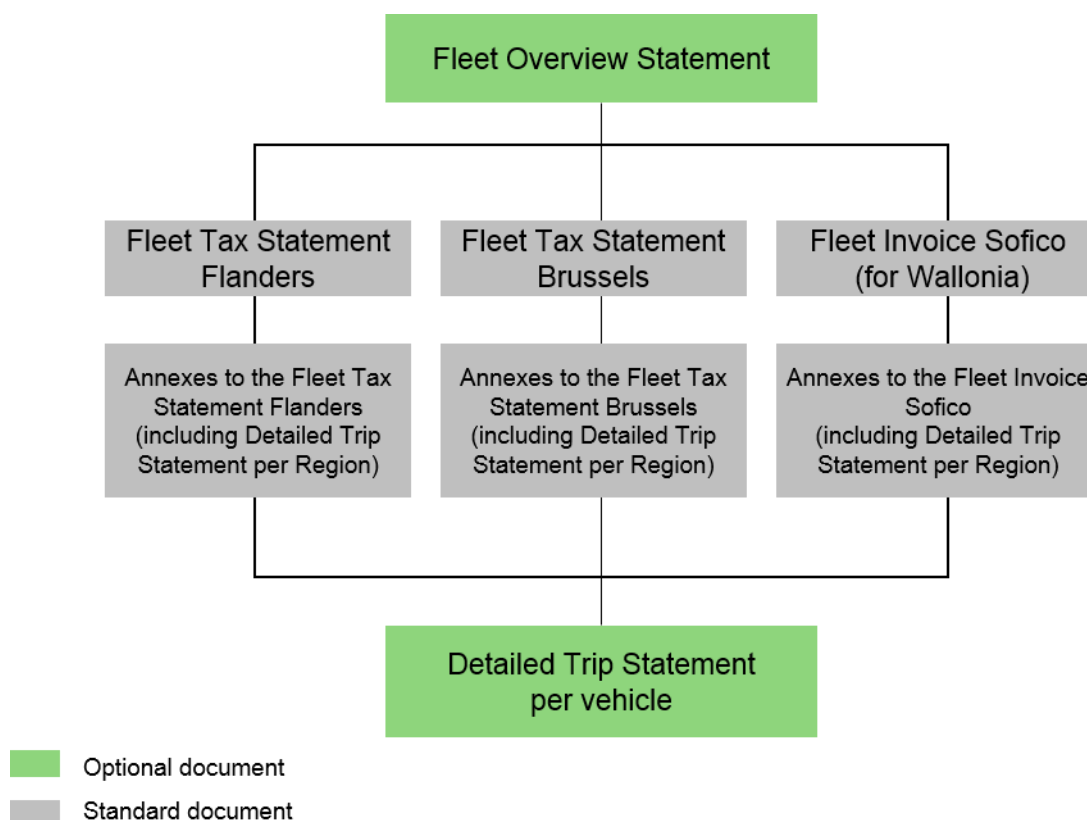 Fleet Overview Statement
Fleet Tax Statement
Flanders
Fleet Tax Statement
Brussels
Fleet Invoice Sofico
(for Wallonia)
Annexes to the Fleet Tax
Statement Flanders
(including Detailed Trip
Statement per Region)
Annexes to the Fleet Tax
Statement Brussels
(including Detailed Trip
Statement per Region)
Annexes to the Fleet Invoice
Sofico
(including Detailed Trip
Statement per Region)
Detailed Trip Statement
per vehicle
Optional document
Standard document